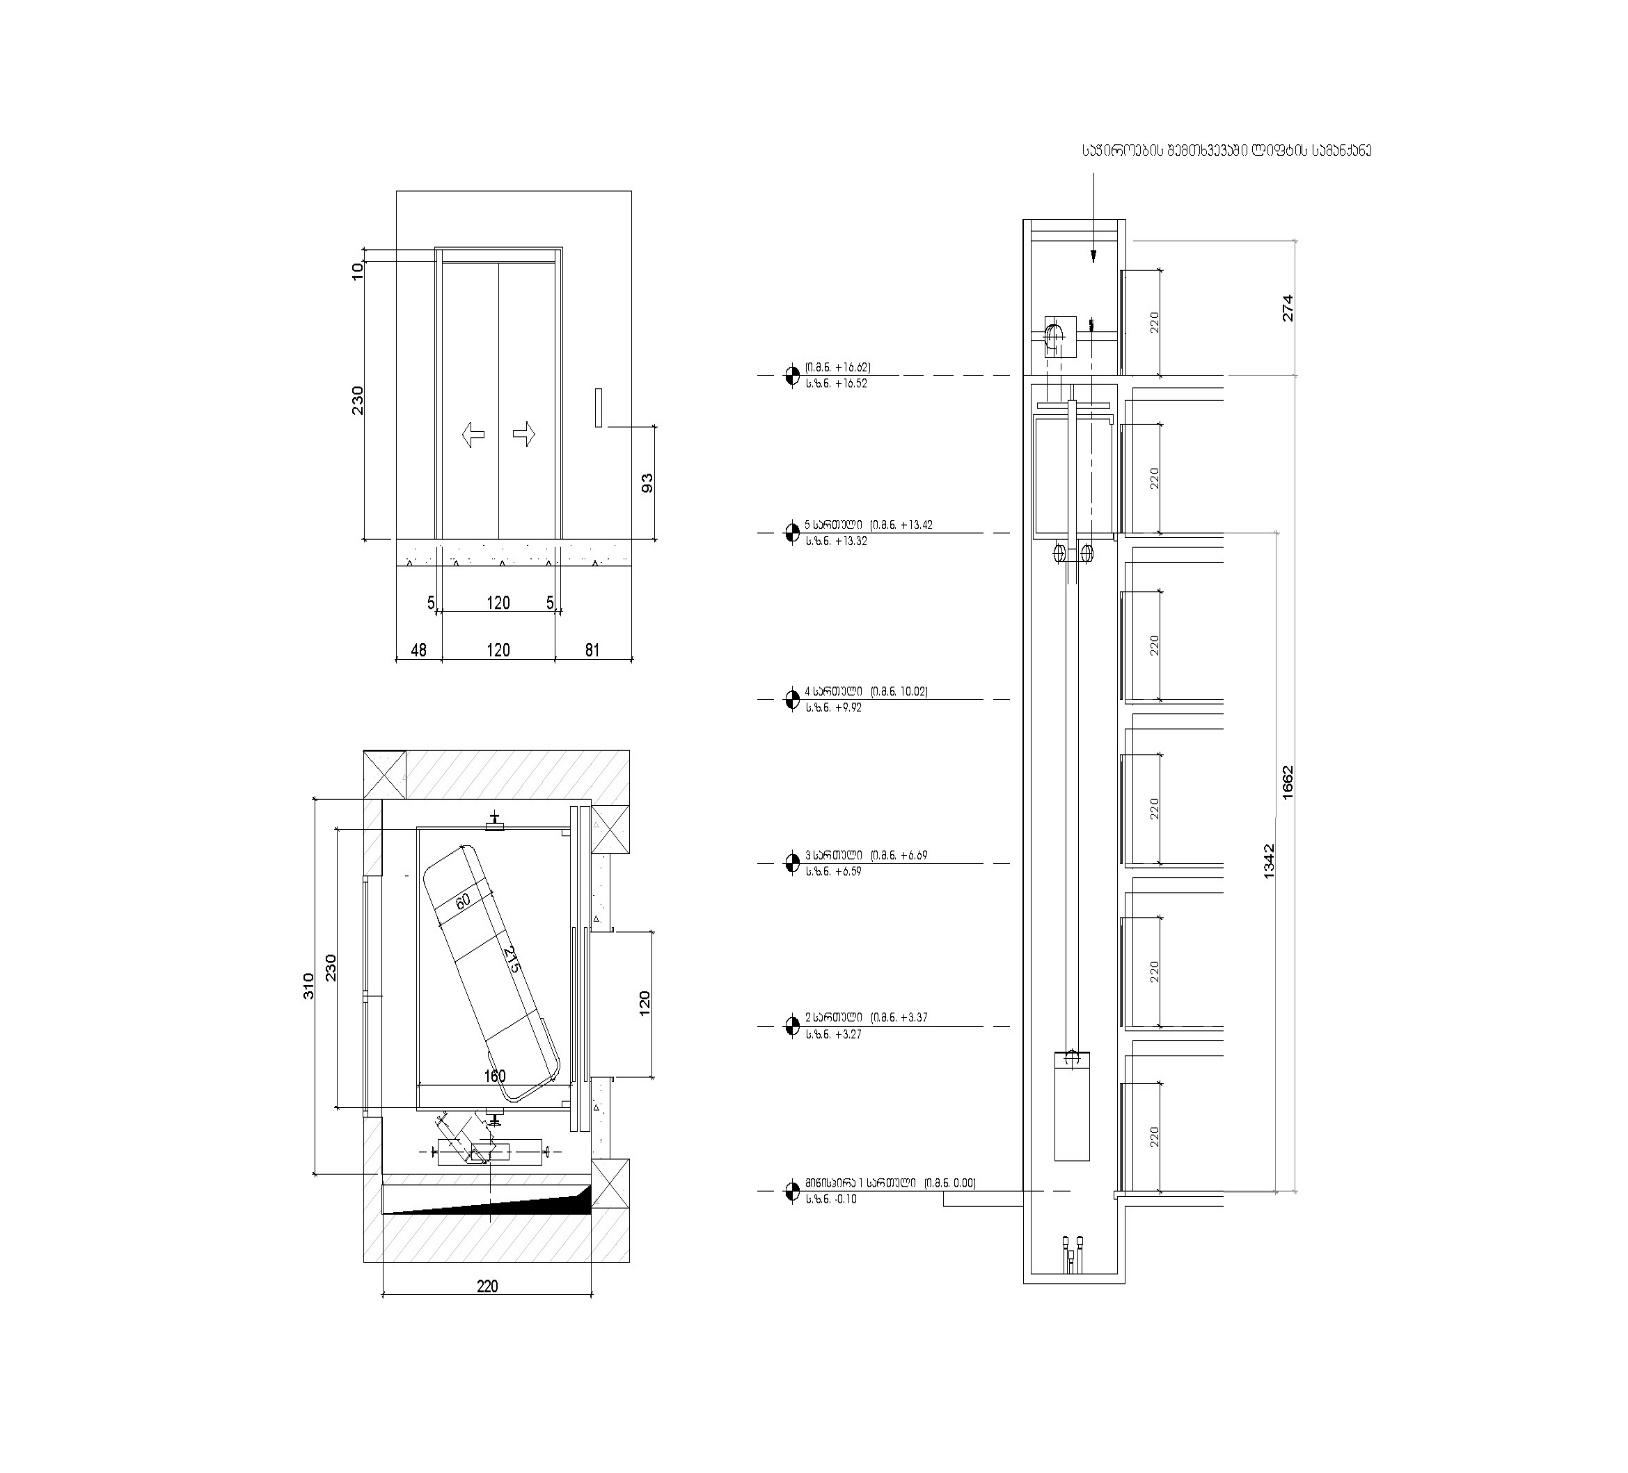 საჭიროების შემთხვევაში ლიფტის სამანქანე
10
230
93
5 120 5
48 120 81
(ი.მ.ნ. +16.62)
ს.ზ.ნ. +16.52
5 სართული (ი.მ.ნ. +13.42
ს.ზ.ნ. +13.32
4 სართული (ი.მ.ნ. 10.02)
ს.ზ.ნ. +9.92
3 სართული (ი.მ.ნ. +6.69
ს.ზ.ნ. +6.59
2 სართული (ი.მ.ნ. +3.37
ს.ზ.ნ. +3.27
მიწისპირა 1 სართული (ი.მ.ნ. 0.00)
ს.ზ.ნ. -0.10
220
220
220
220
220
220
274
1662
1342
310
230
60
215
160
120
220